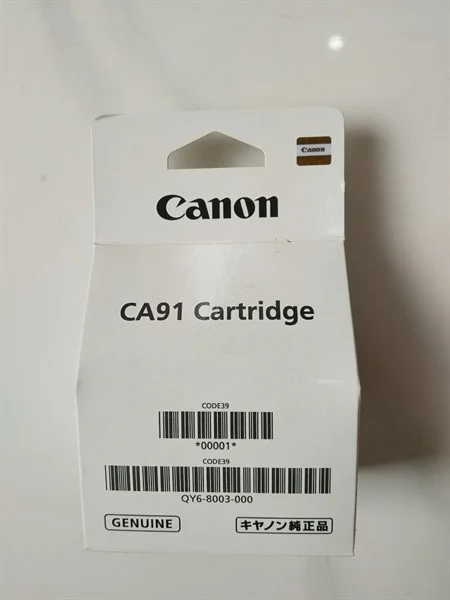 Canon
Canon
CA91 Cartridge
CODE39
*00001*
CODE39
QY6-8003-000
GENUINE
キヤノン純正品